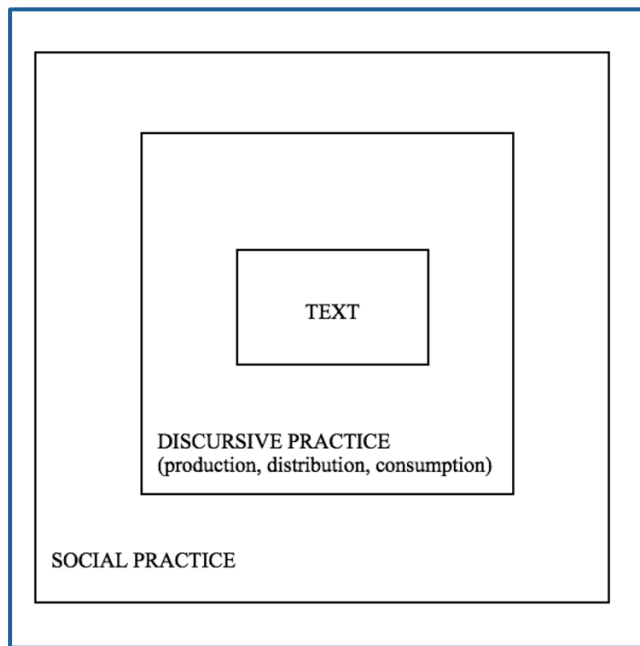 TEXT
DISCURSIVE PRACTICE
(production, distribution, consumption)
SOCIAL PRACTICE